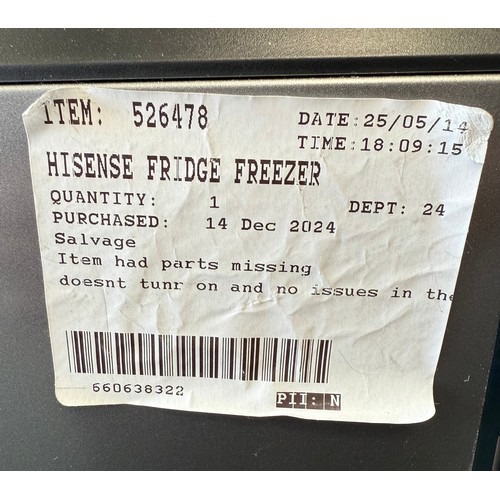 ITEM: 526478 DATE:25/05/14
TIME:18:09:15
HISENSE FRIDGE FREEZER
QUANTITY: 1 DEPT: 24
PURCHASED: 14 Dec 2024
Salvage
Item had parts missing
doesnt tunr on and no issues in the
660638322
PII: N